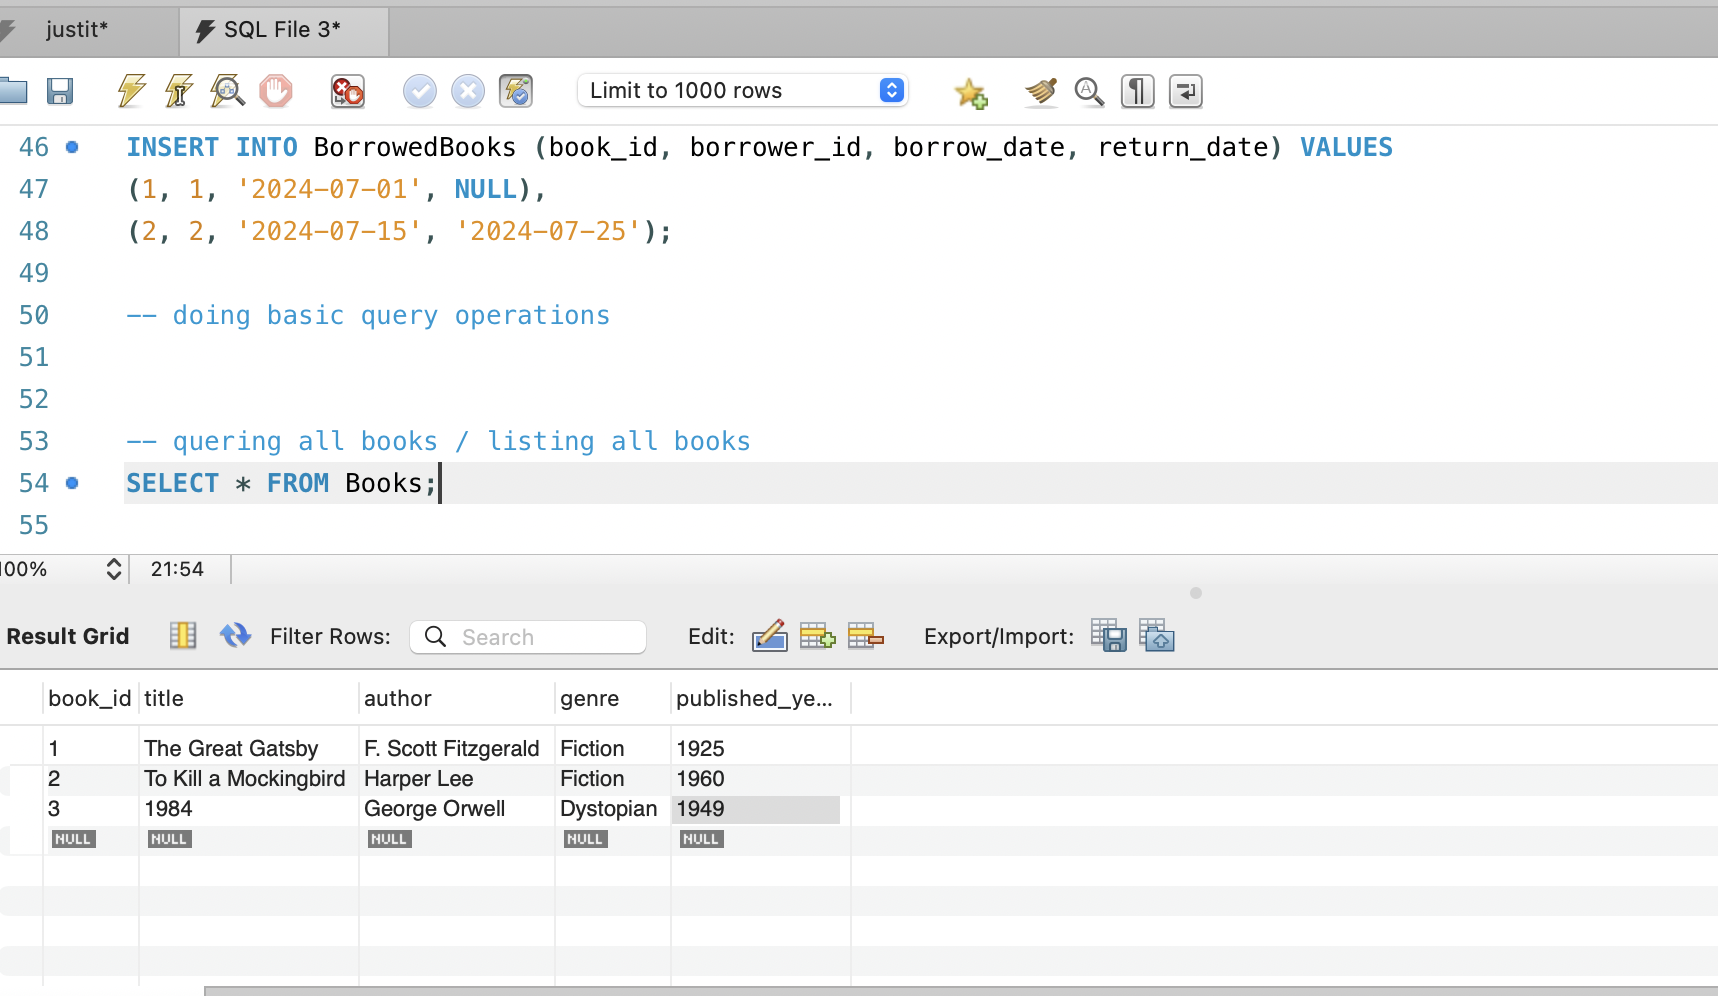 justit*
SQL File 3*
Limit to 1000 rows
46 INSERT INTO BorrowedBooks (book_id, borrower_id, borrow_date, return_date) VALUES
47 (1, 1, '2024-07-01', NULL),
48 (2, 2, '2024-07-15', '2024-07-25');
49
50 -- doing basic query operations
51
52
53 -- quering all books / listing all books
54 SELECT * FROM Books;
55
100% 21:54
Result Grid Filter Rows: Search Edit: Export/Import:
book_id title author genre published_ye...
1 The Great Gatsby F. Scott Fitzgerald Fiction 1925
2 To Kill a Mockingbird Harper Lee Fiction 1960
3 1984 George Orwell Dystopian 1949
NULL NULL NULL NULL NULL